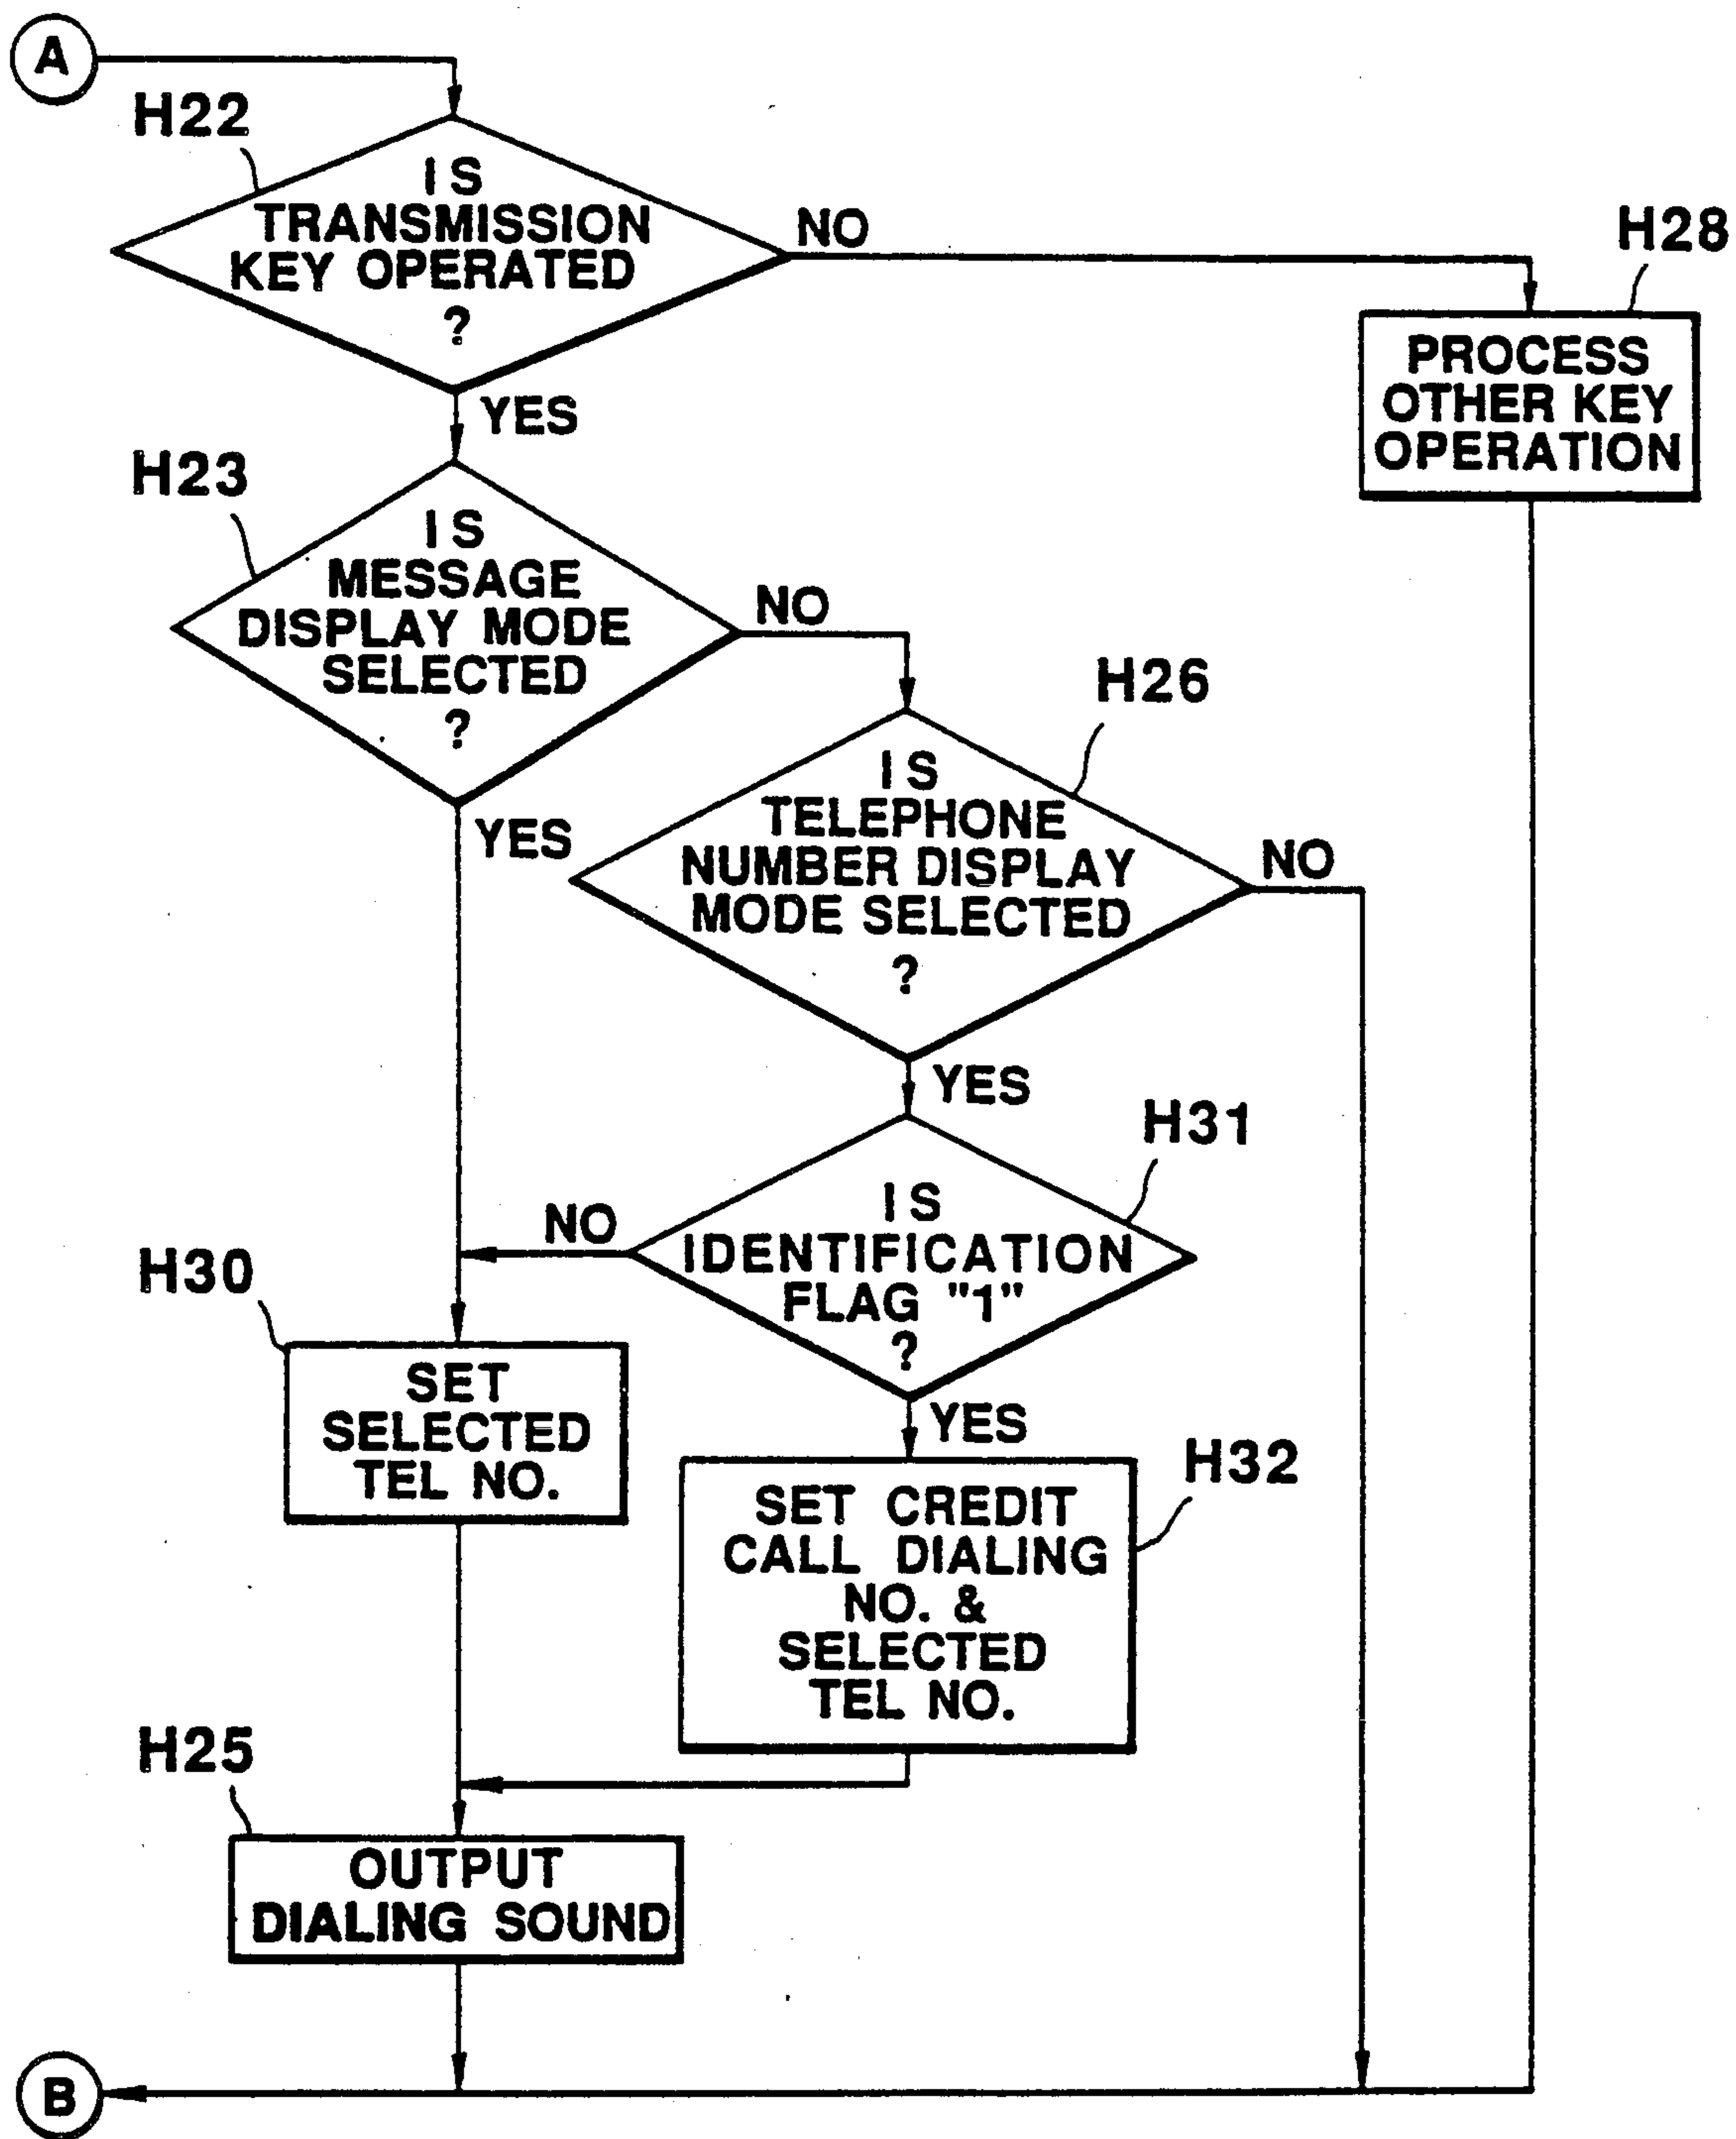 A
H22
IS
TRANSMISSION
KEY OPERATED
?
NO
H28
PROCESS
OTHER KEY
OPERATION
YES
H23
IS
MESSAGE
DISPLAY MODE
SELECTED
?
NO
H26
IS
TELEPHONE
NUMBER DISPLAY
MODE SELECTED
?
NO
YES
YES
H31
IS
IDENTIFICATION
FLAG "1"
?
NO
H30
SET
SELECTED
TEL NO.
YES
H32
SET CREDIT
CALL DIALING
NO. &
SELECTED
TEL NO.
H25
OUTPUT
DIALING SOUND
B